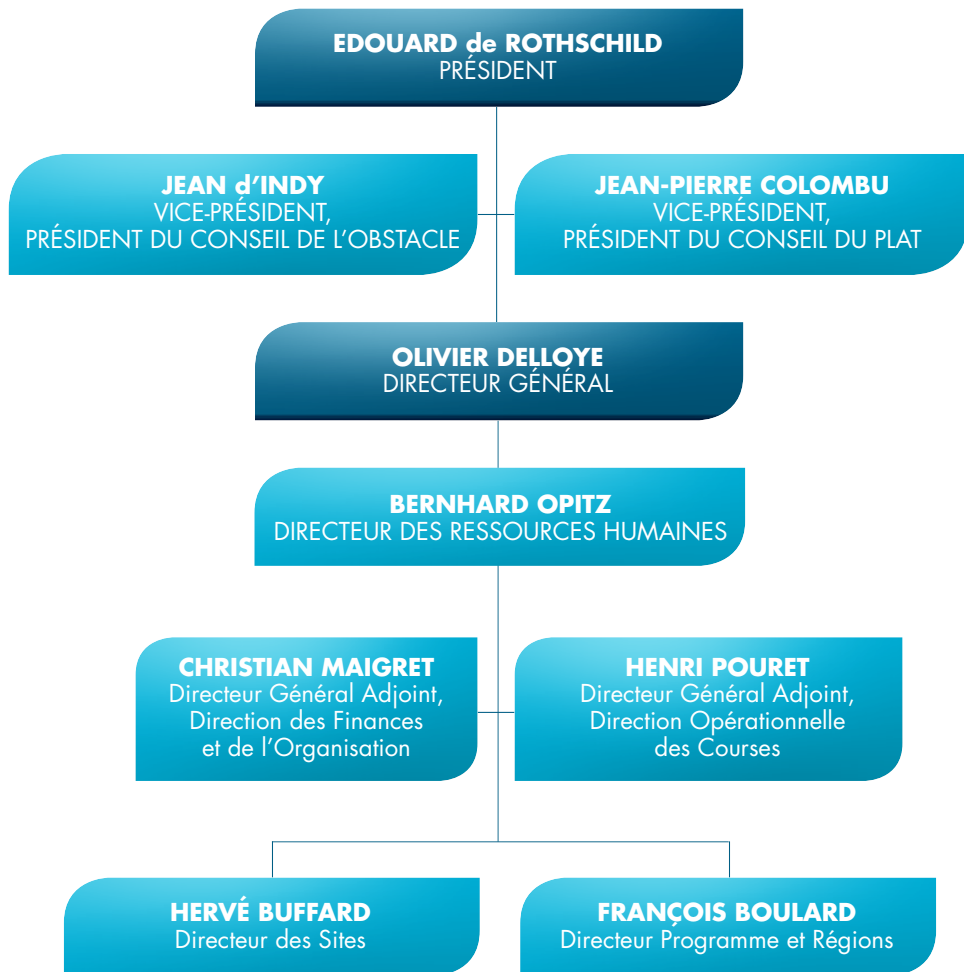 EDOUARD de ROTHSCHILD
PRÉSIDENT
JEAN d’INDY
VICE-PRÉSIDENT,
PRÉSIDENT DU CONSEIL DE L’OBSTACLE
JEAN-PIERRE COLOMBU
VICE-PRÉSIDENT,
PRÉSIDENT DU CONSEIL DU PLAT
OLIVIER DELLOYE
DIRECTEUR GÉNÉRAL
BERNHARD OPITZ
DIRECTEUR DES RESSOURCES HUMAINES
CHRISTIAN MAIGRET
Directeur Général Adjoint,
Direction des Finances
et de l’Organisation
HENRI POURET
Directeur Général Adjoint,
Direction Opérationnelle
des Courses
HERVÉ BUFFARD
Directeur des Sites
FRANÇOIS BOULARD
Directeur Programme et Régions